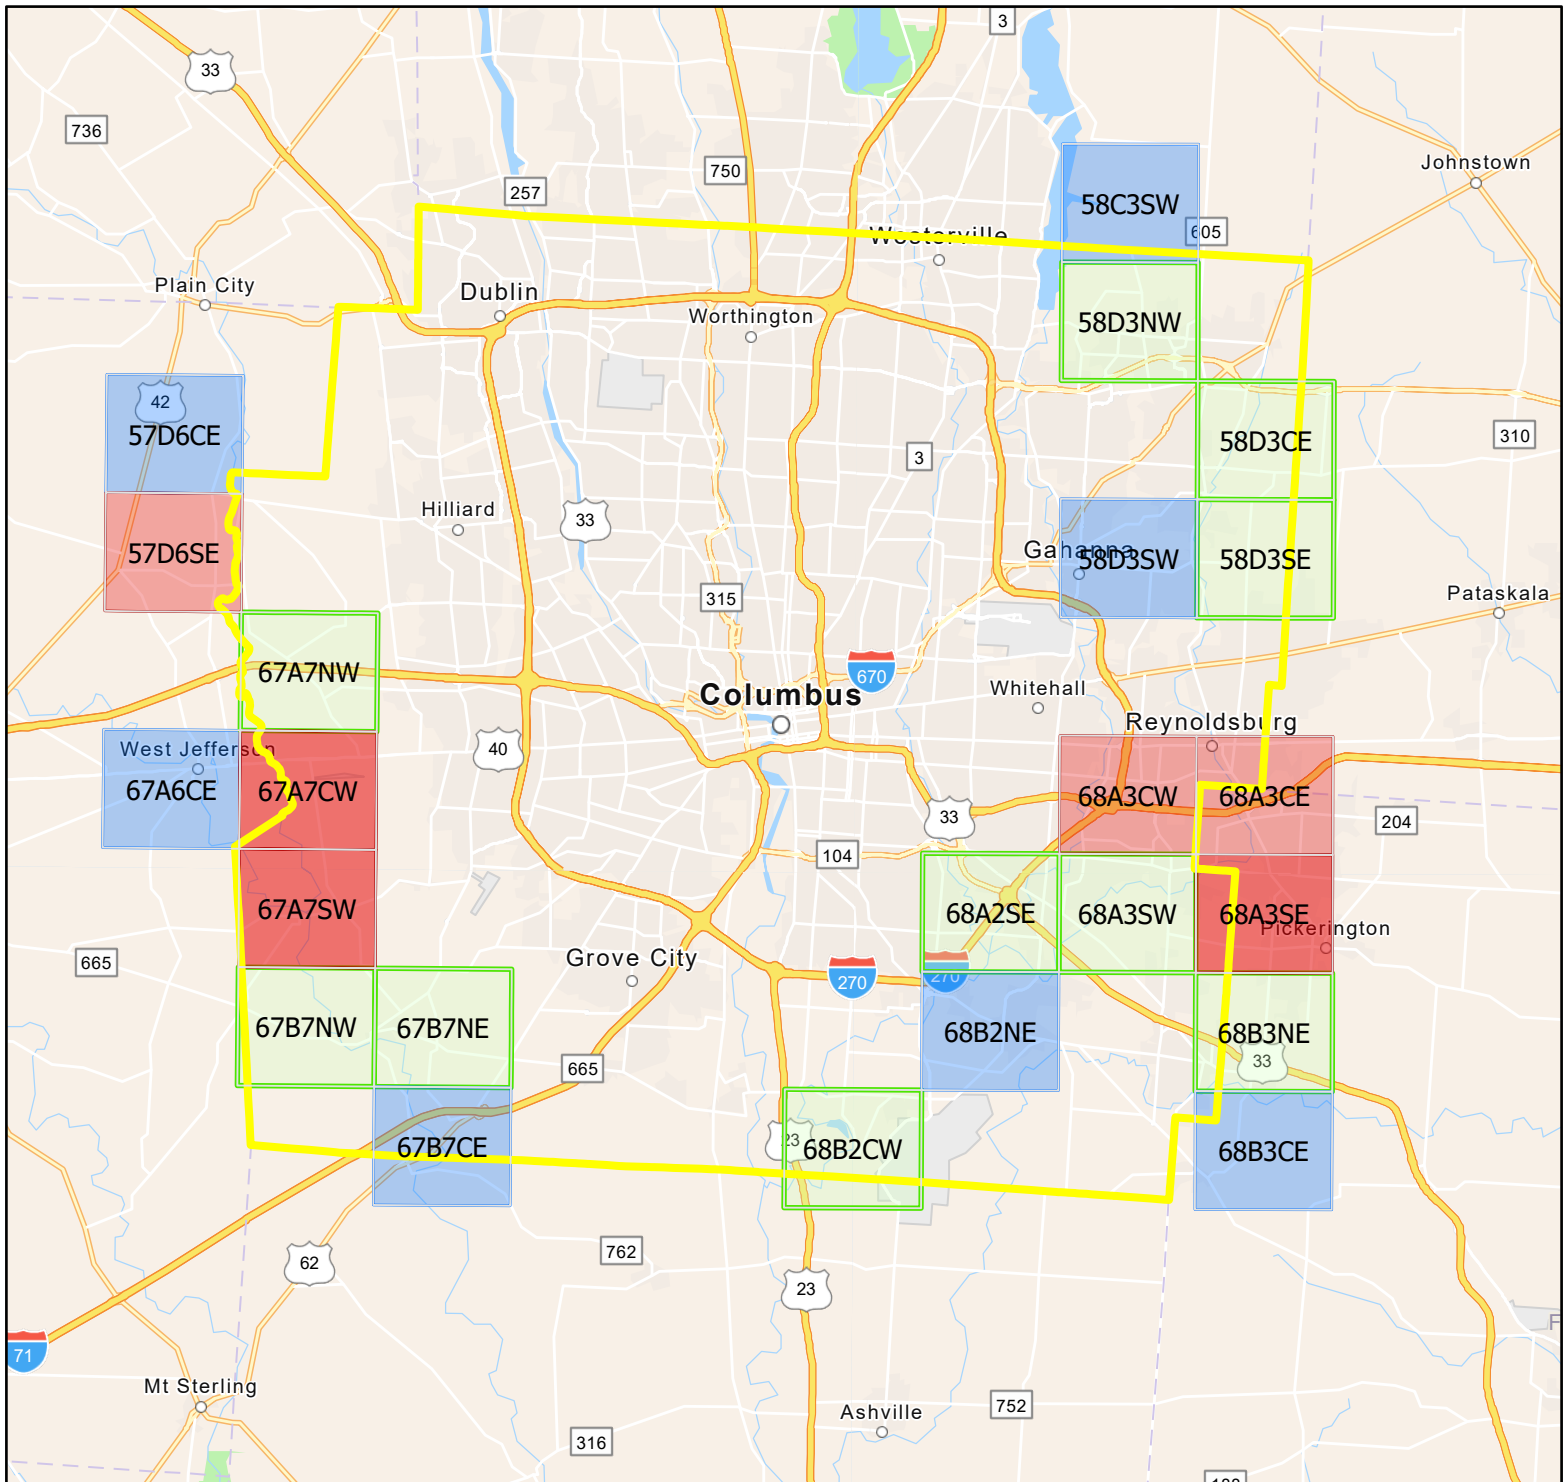 3
33
736
750
Johnstown
257
58C3SW
605
Westerville
Plain City
Dublin
Worthington
58D3NW
42
57D6CE
58D3CE
310
3
Hilliard
33
57D6SE
Gahanna
58D3SW
58D3SE
315
Pataskala
67A7NW
670
Columbus
Whitehall
Reynoldsburg
West Jefferson
40
67A6CE
67A7CW
68A3CW
68A3CE
33
204
104
67A7SW
68A2SE
68A3SW
68A3SE
Pickerington
665
Grove City
270
270
67B7NW
67B7NE
68B2NE
68B3NE
33
665
23
67B7CE
68B2CW
68B3CE
762
62
23
71
Mt Sterling
752
Ashville
316